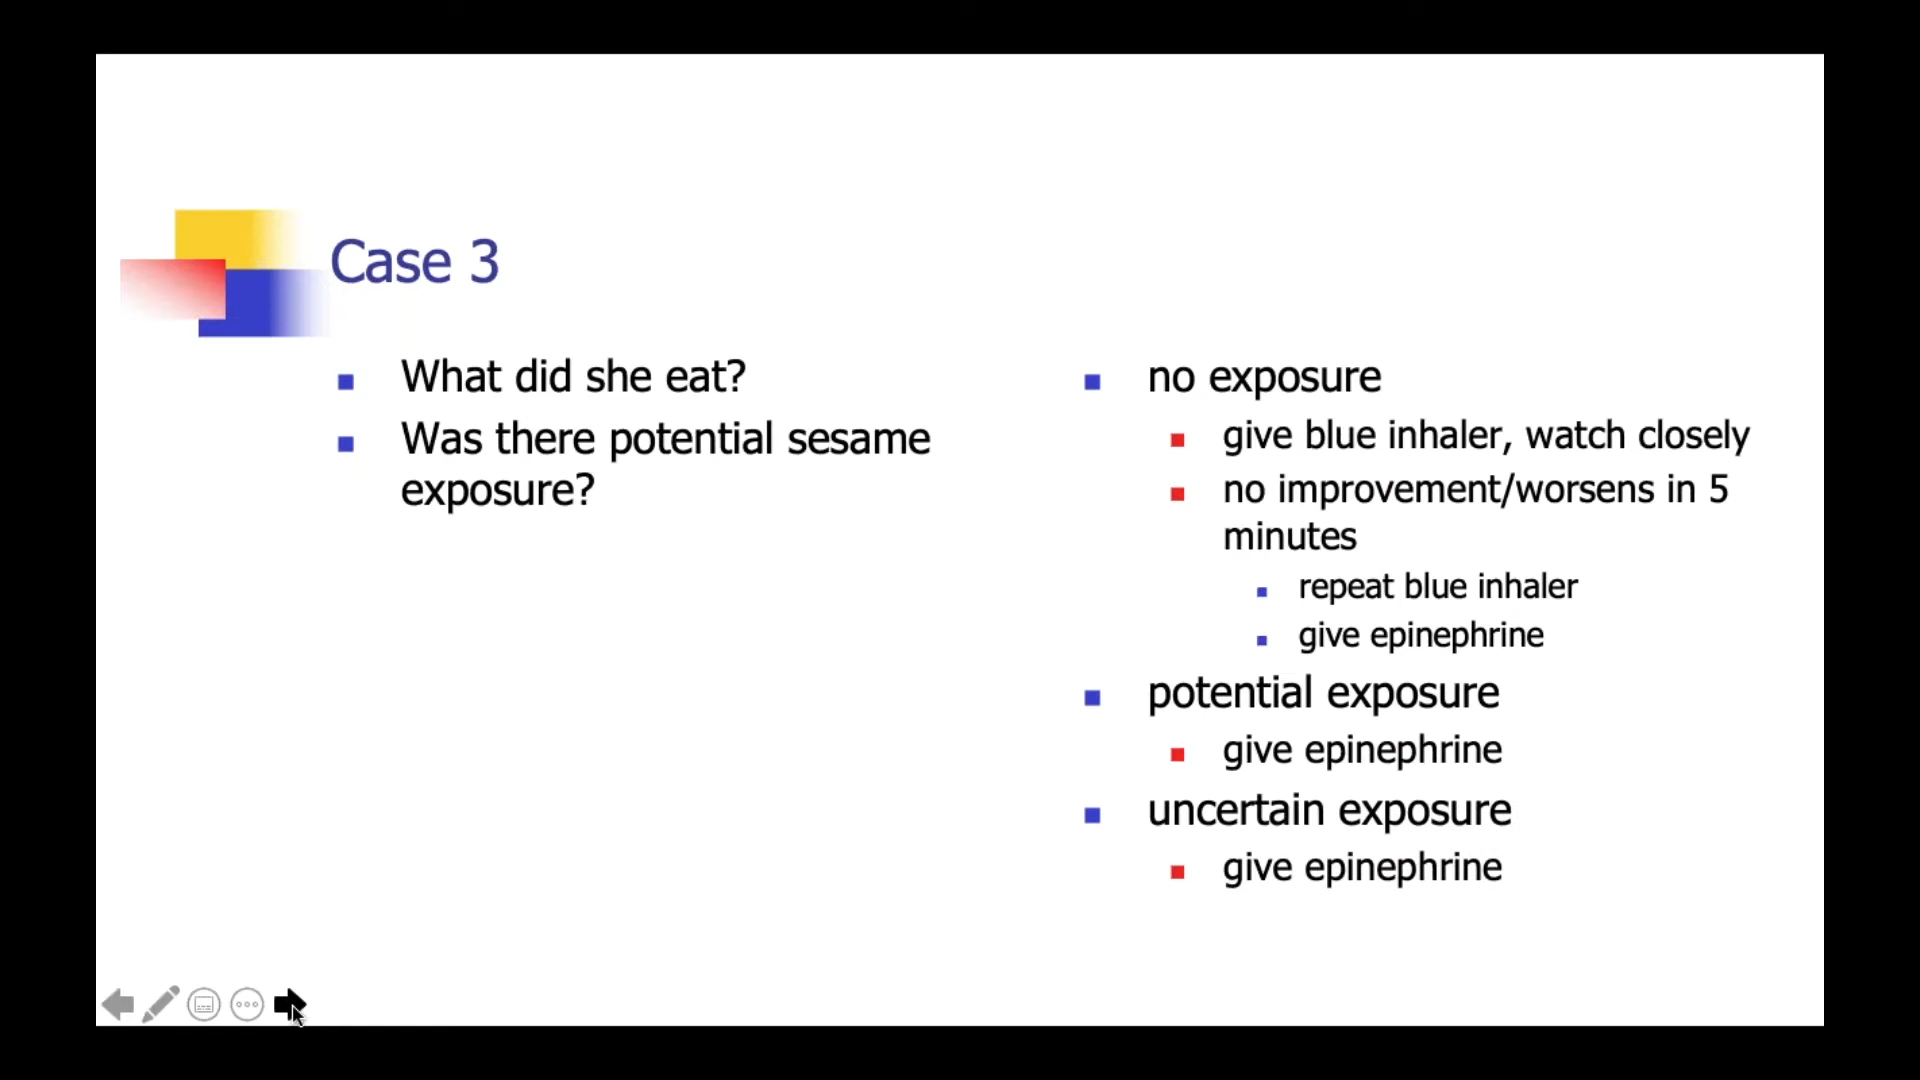 Case 3
What did she eat?
Was there potential sesame
exposure?
no exposure
give blue inhaler, watch closely
no improvement/worsens in 5
minutes
repeat blue inhaler
give epinephrine
potential exposure
give epinephrine
uncertain exposure
give epinephrine